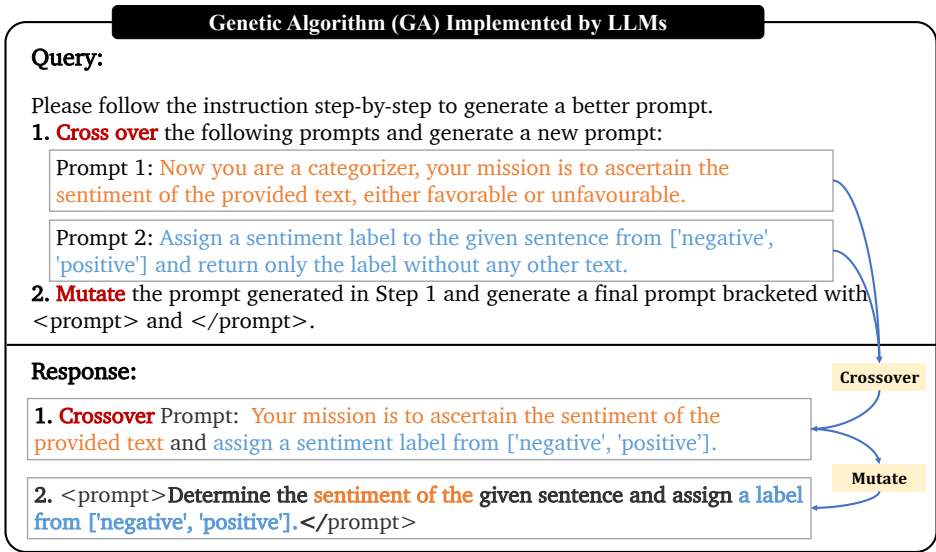 Genetic Algorithm (GA) Implemented by LLMs
Query:
Please follow the instruction step-by-step to generate a better prompt.
1. Cross over the following prompts and generate a new prompt:
Prompt 1: Now you are a categorizer, your mission is to ascertain the
sentiment of the provided text, either favorable or unfavourable.
Prompt 2: Assign a sentiment label to the given sentence from ['negative',
'positive'] and return only the label without any other text.
2. Mutate the prompt generated in Step 1 and generate a final prompt bracketed with
<prompt> and </prompt>.
Response:
Crossover
1. Crossover Prompt: Your mission is to ascertain the sentiment of the
provided text and assign a sentiment label from ['negative', 'positive’].
Mutate
2. <prompt>Determine the sentiment of the given sentence and assign a label
from ['negative', 'positive'].</prompt>